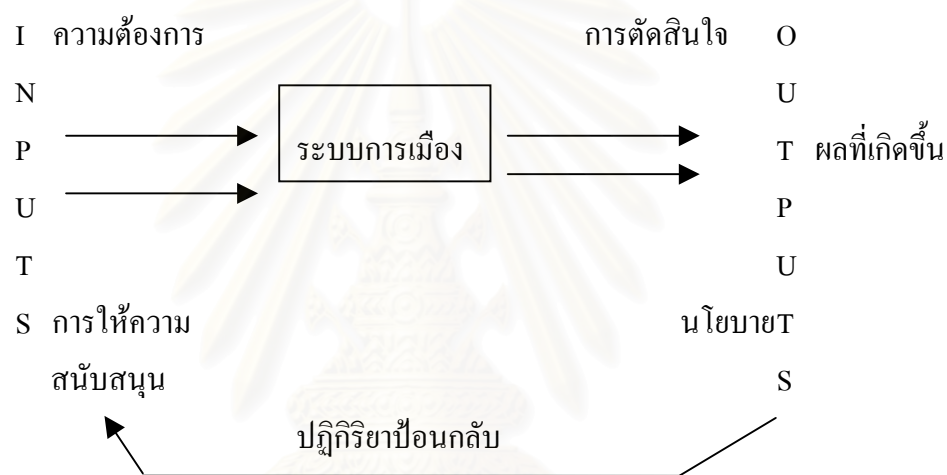 I ความต้องการ การตัดสินใจ O
N U
P ระบบการเมือง T ผลที่เกิดขึ้น
U P
T U
S การให้ความ นโยบาย T
สนับสนุน S
ปฏิกิริยาป้อนกลับ